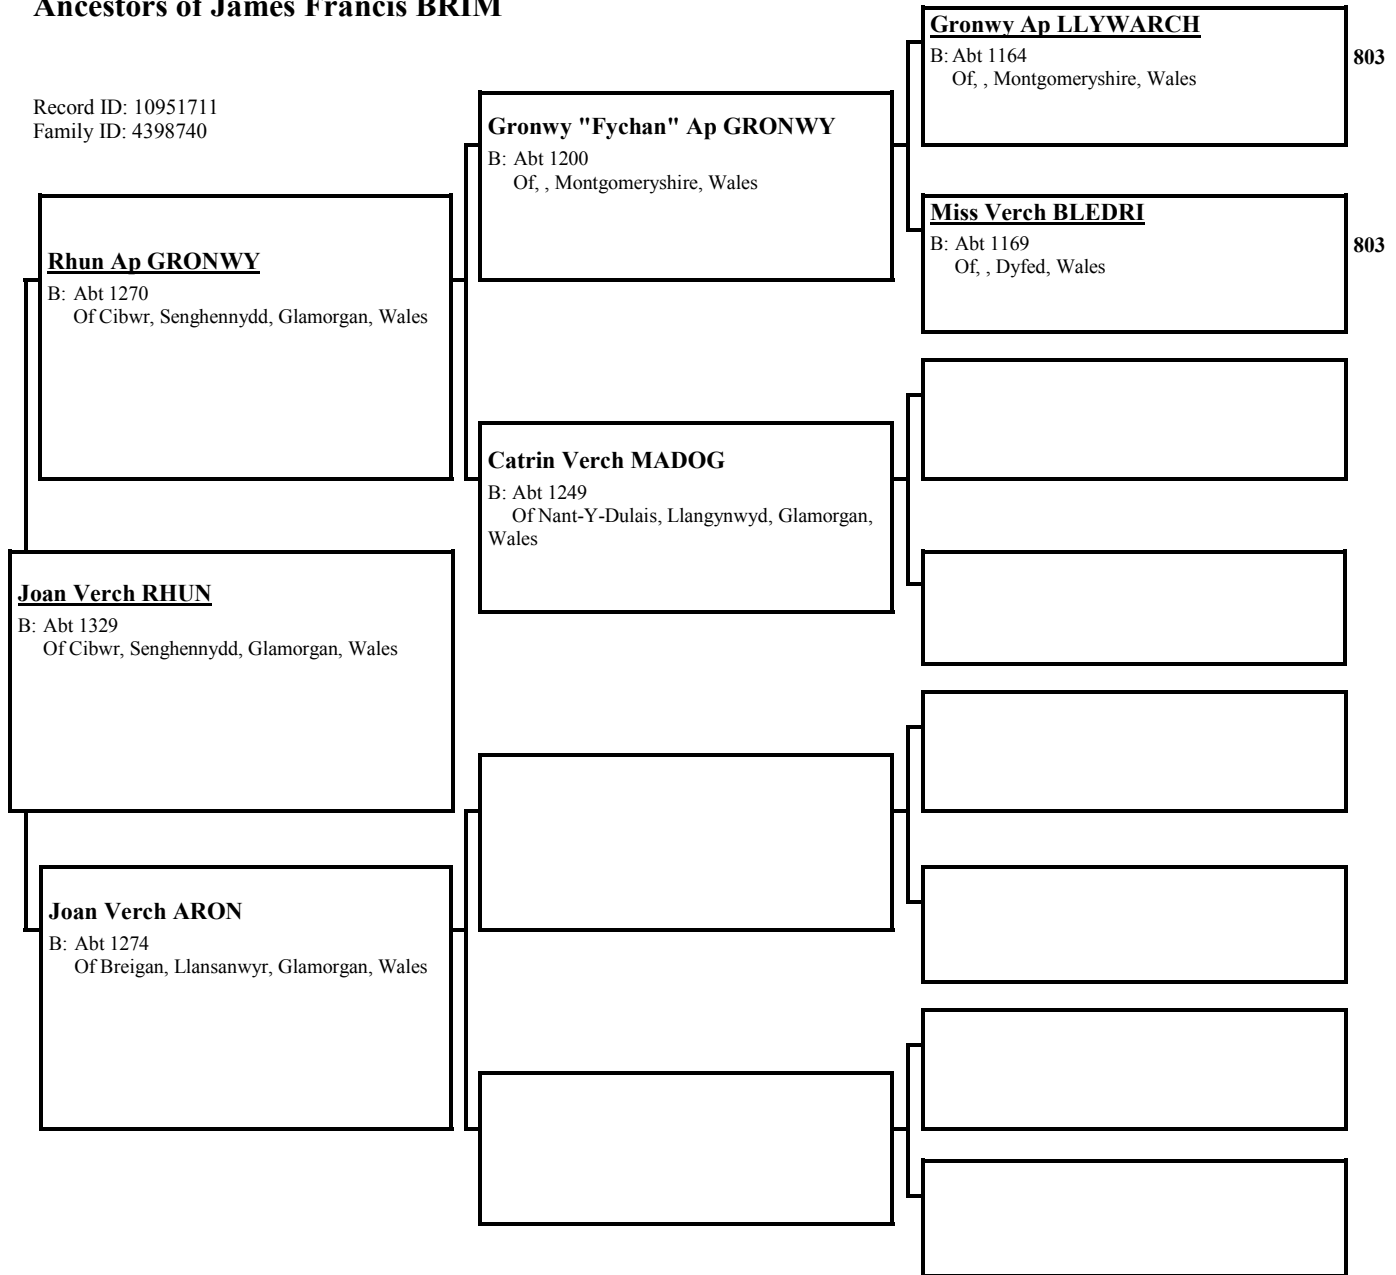 Ancestors of James Francis BRIM
Record ID: 10951711
Family ID: 4398740
Gronwy Ap LLYWARCH
B: Abt 1164
Of, , Montgomeryshire, Wales
803
Gronwy "Fychan" Ap GRONWY
B: Abt 1200
Of, , Montgomeryshire, Wales
Miss Verch BLEDRI
B: Abt 1169
Of, , Dyfed, Wales
803
Rhun Ap GRONWY
B: Abt 1270
Of Cibwr, Senghennydd, Glamorgan, Wales
Catrin Verch MADOG
B: Abt 1249
Of Nant-Y-Dulais, Llangynwyd, Glamorgan,
Wales
Joan Verch RHUN
B: Abt 1329
Of Cibwr, Senghennydd, Glamorgan, Wales
Joan Verch ARON
B: Abt 1274
Of Breigan, Llansanwyr, Glamorgan, Wales